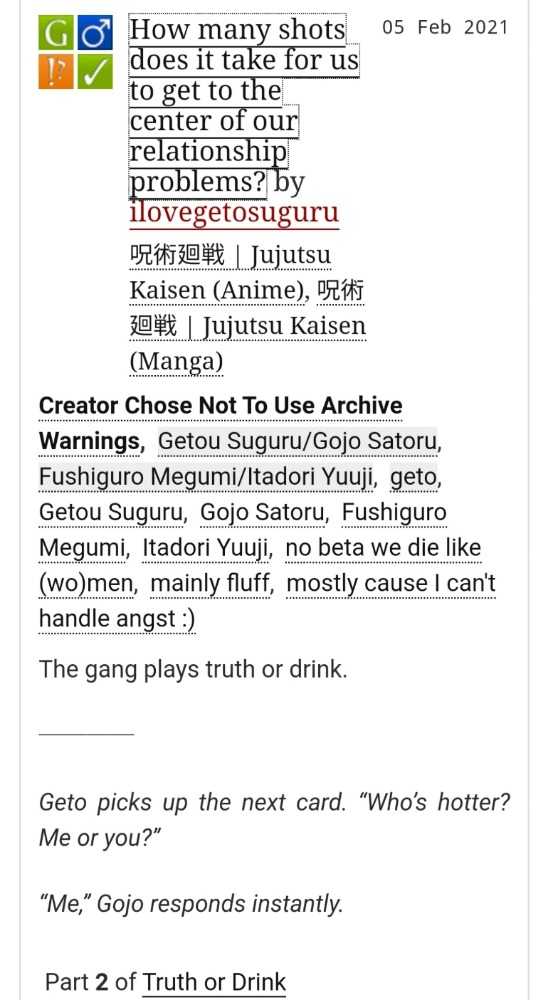 G ♂
!? ✓
How many shots
does it take for us
to get to the
center of our
relationship
problems? by
ilovegetosuguru
05 Feb 2021
呪術廻戦 | Jujutsu
Kaisen (Anime), 呪術
廻戦 | Jujutsu Kaisen
(Manga)
Creator Chose Not To Use Archive
Warnings, Getou Suguru/Gojo Satoru,
Fushiguro Megumi/Itadori Yuuji, geto,
Getou Suguru, Gojo Satoru, Fushiguro
Megumi, Itadori Yuuji, no beta we die like
(wo)men, mainly fluff, mostly cause I can't
handle angst :)
The gang plays truth or drink.
Geto picks up the next card. “Who’s hotter?
Me or you?”
“Me,” Gojo responds instantly.
Part 2 of Truth or Drink